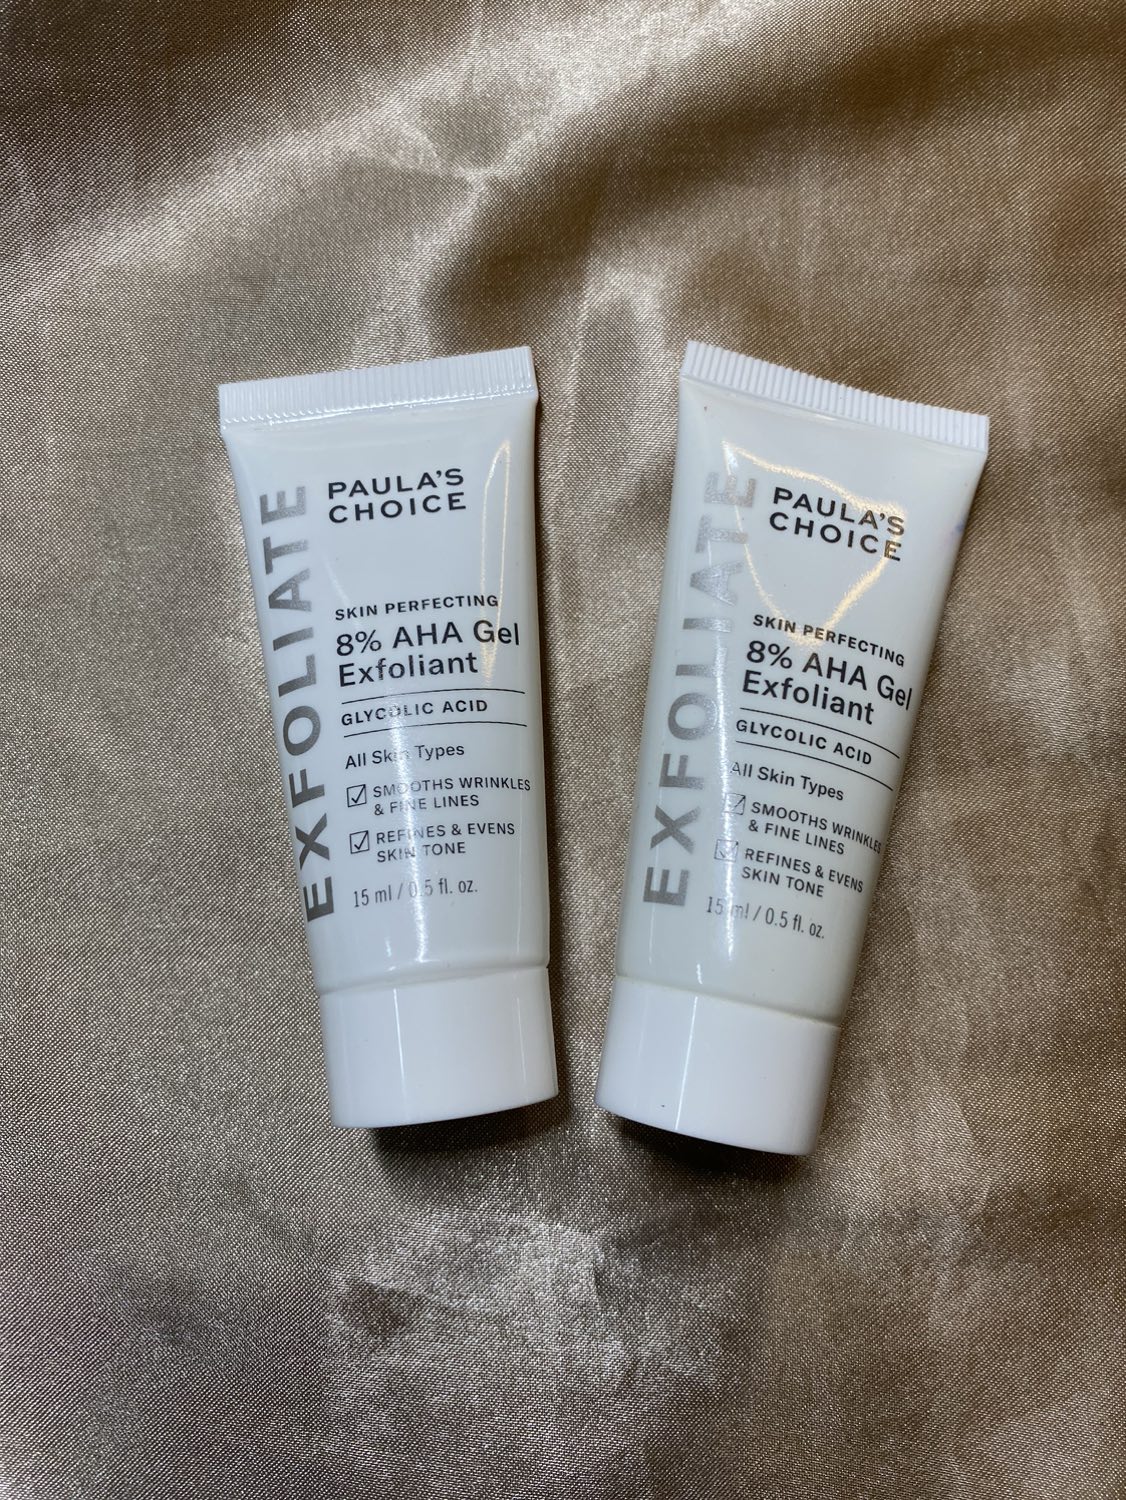 EXFOLIATE
PAULA'S
CHOICE
SKIN PERFECTING
8% AHA Gel
Exfoliant
GLYCOLIC ACID
All Skin Types
SMOOTHS WRINKLES
& FINE LINES
REFINES & EVENS
SKIN TONE
15 ml / 0.5 fl. oz.
EXFOLIATE
PAULA'S
CHOICE
SKIN PERFECTING
8% AHA Gel
Exfoliant
GLYCOLIC ACID
All Skin Types
SMOOTHS WRINKLES
& FINE LINES
REFINES & EVENS
SKIN TONE
15 ml / 0.5 fl. oz.